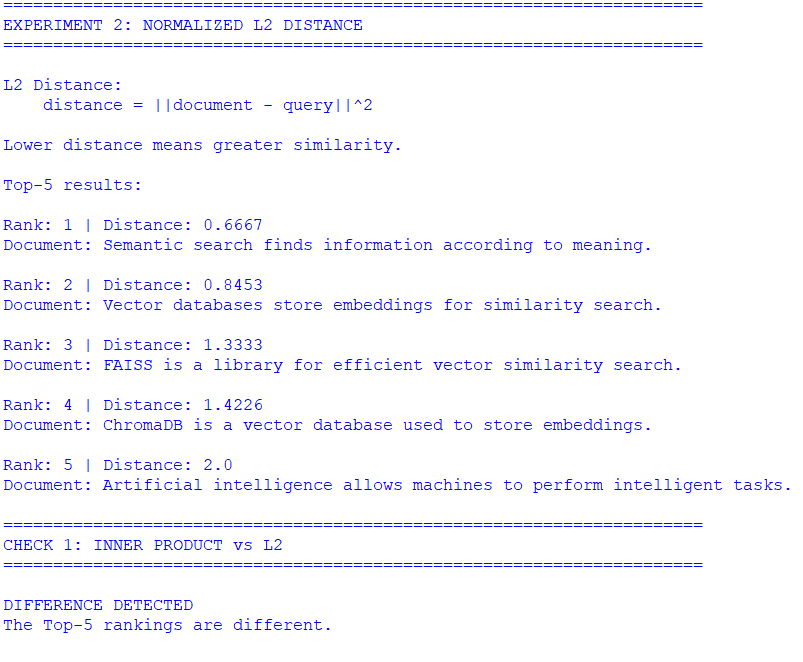 ======================================================================
EXPERIMENT 2: NORMALIZED L2 DISTANCE
======================================================================
L2 Distance:
    distance = ||document - query||^2
Lower distance means greater similarity.
Top-5 results:
Rank: 1 | Distance: 0.6667
Document: Semantic search finds information according to meaning.
Rank: 2 | Distance: 0.8453
Document: Vector databases store embeddings for similarity search.
Rank: 3 | Distance: 1.3333
Document: FAISS is a library for efficient vector similarity search.
Rank: 4 | Distance: 1.4226
Document: ChromaDB is a vector database used to store embeddings.
Rank: 5 | Distance: 2.0
Document: Artificial intelligence allows machines to perform intelligent tasks.
======================================================================
CHECK 1: INNER PRODUCT vs L2
======================================================================
DIFFERENCE DETECTED
The Top-5 rankings are different.